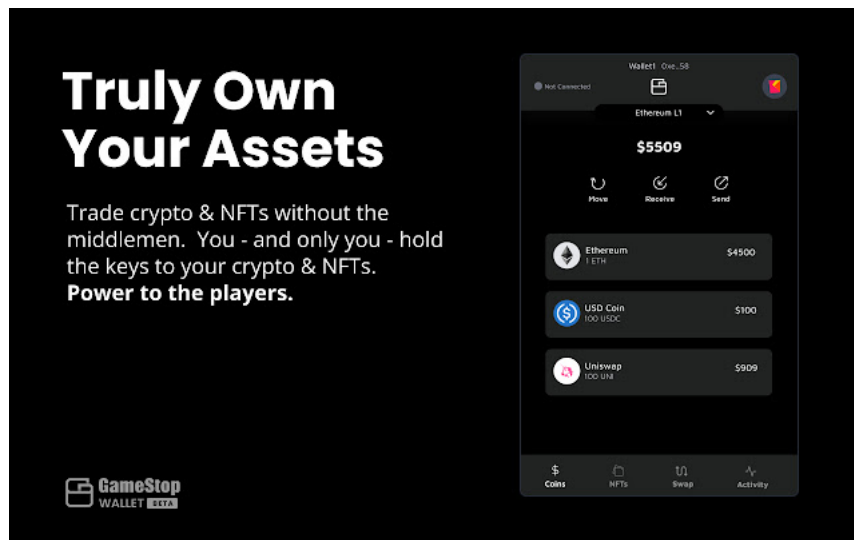 Truly Own
Your Assets
Trade crypto & NFTs without the
middlemen. You - and only you - hold
the keys to your crypto & NFTs.
Power to the players.
GameStop
WALLET BETA
Wallet1 0xe..58
Not Connected
Ethereum L1
$5509
Move Receive Send
Ethereum
1 ETH
$4500
USD Coin
100 USDC
$100
Uniswap
100 UNI
$909
$
Coins NFTs Swap Activity